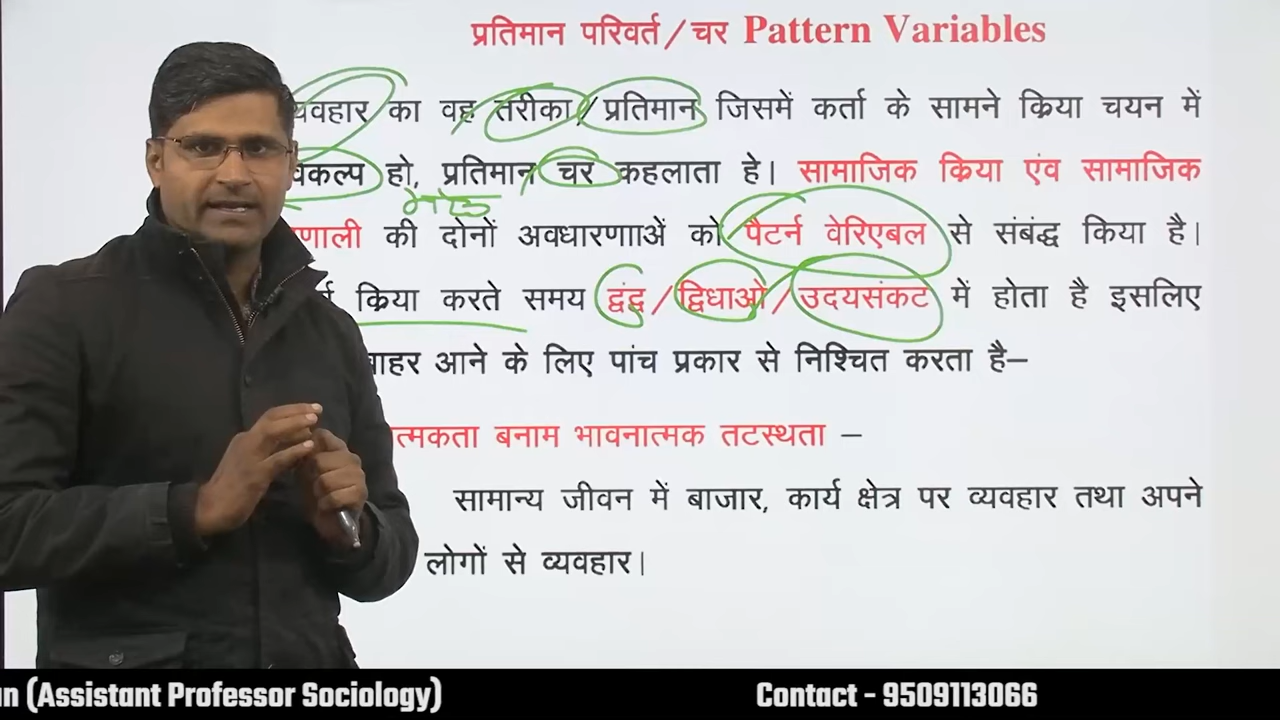 प्रतिमान परिवर्त/चर Pattern Variables
यवहार का वह तरीका/प्रतिमान जिसमें कर्ता के सामने क्रिया चयन में
वकल्प हो, प्रतिमान चर कहलाता हे। सामाजिक क्रिया एंव सामाजिक
णाली की दोनों अवधारणााओं को पैटर्न वेरिएबल से संबंद्ध किया है।
क्रिया करते समय द्वंद्व/द्विधाओ/उदयसंकट में होता है इसलिए
बाहर आने के लिए पांच प्रकार से निश्चित करता है–
त्मकता बनाम भावनात्मक तटस्थता –
सामान्य जीवन में बाजार, कार्य क्षेत्र पर व्यवहार तथा अपने
लोगों से व्यवहार।
n (Assistant Professor Sociology) Contact - 9509113066